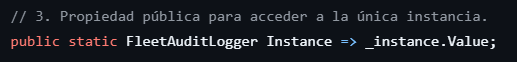 // 3. Propiedad pública para acceder a la única instancia.
public static FleetAuditLogger Instance => _instance.Value;